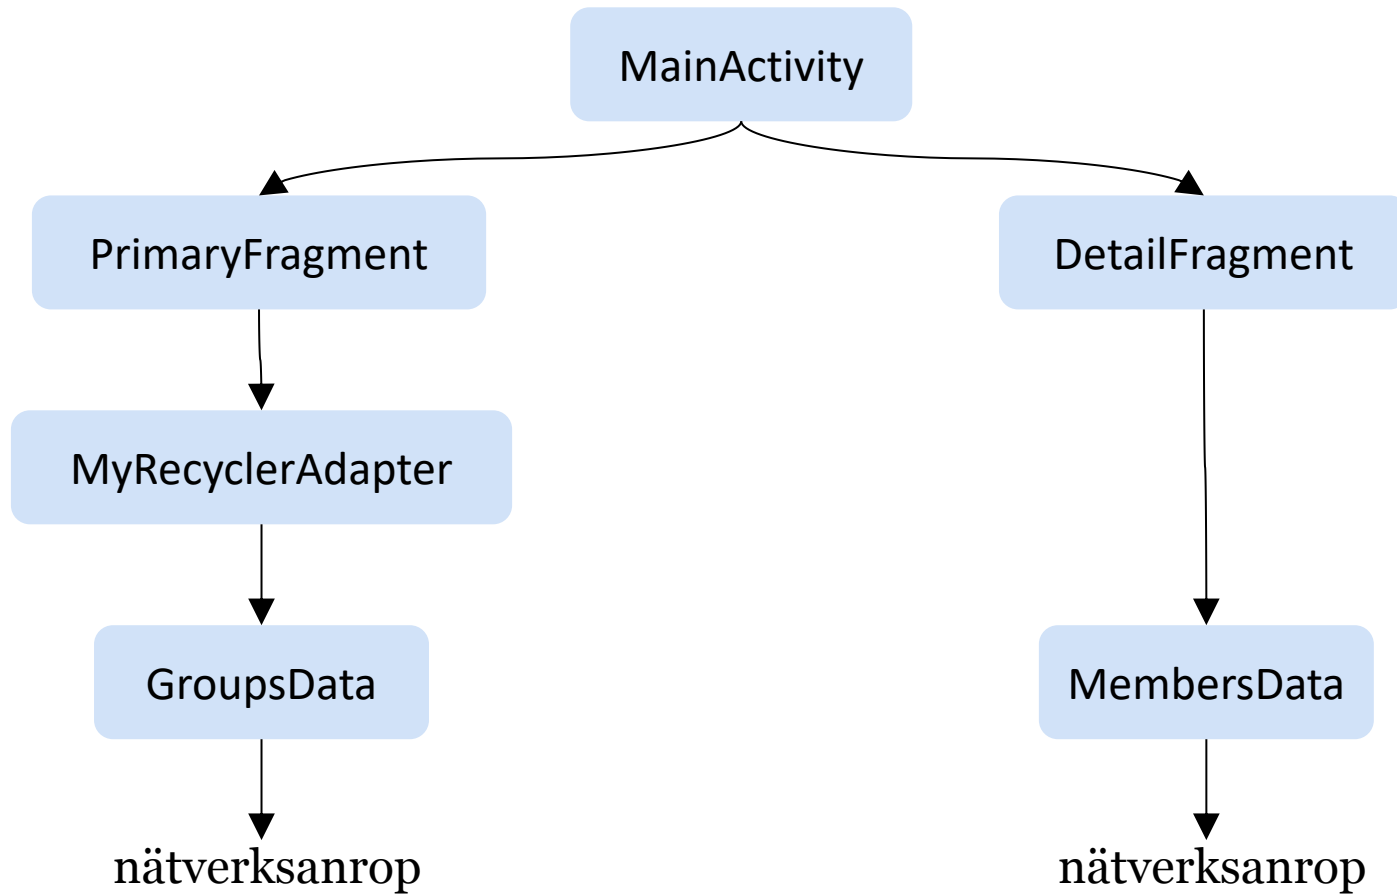 MainActivity
PrimaryFragment
DetailFragment
MyRecyclerAdapter
GroupsData
MembersData
nätverksanrop
nätverksanrop